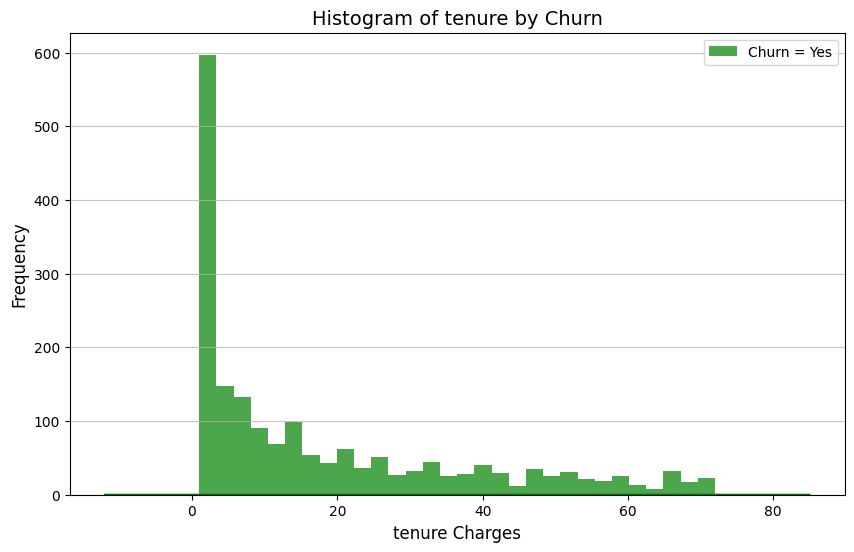 Histogram of tenure by Churn
Churn = Yes
Frequency
600
500
400
300
200
100
0
0 20 40 60 80
tenure Charges